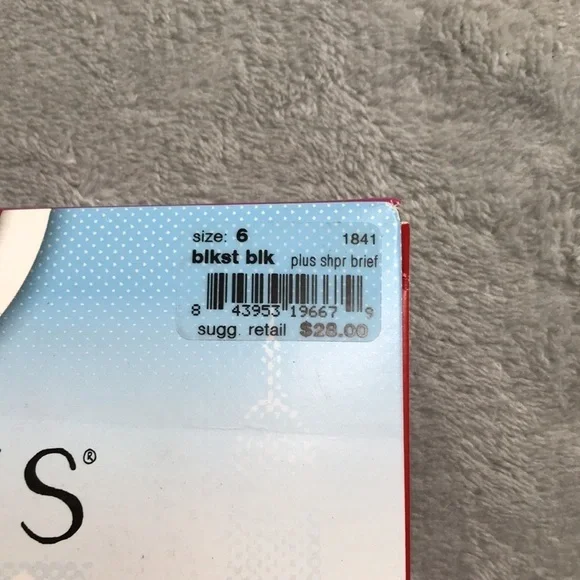 size: 6 1841
blkst blk plus shpr brief
8 43953 19667 9
sugg. retail $28.00
S®